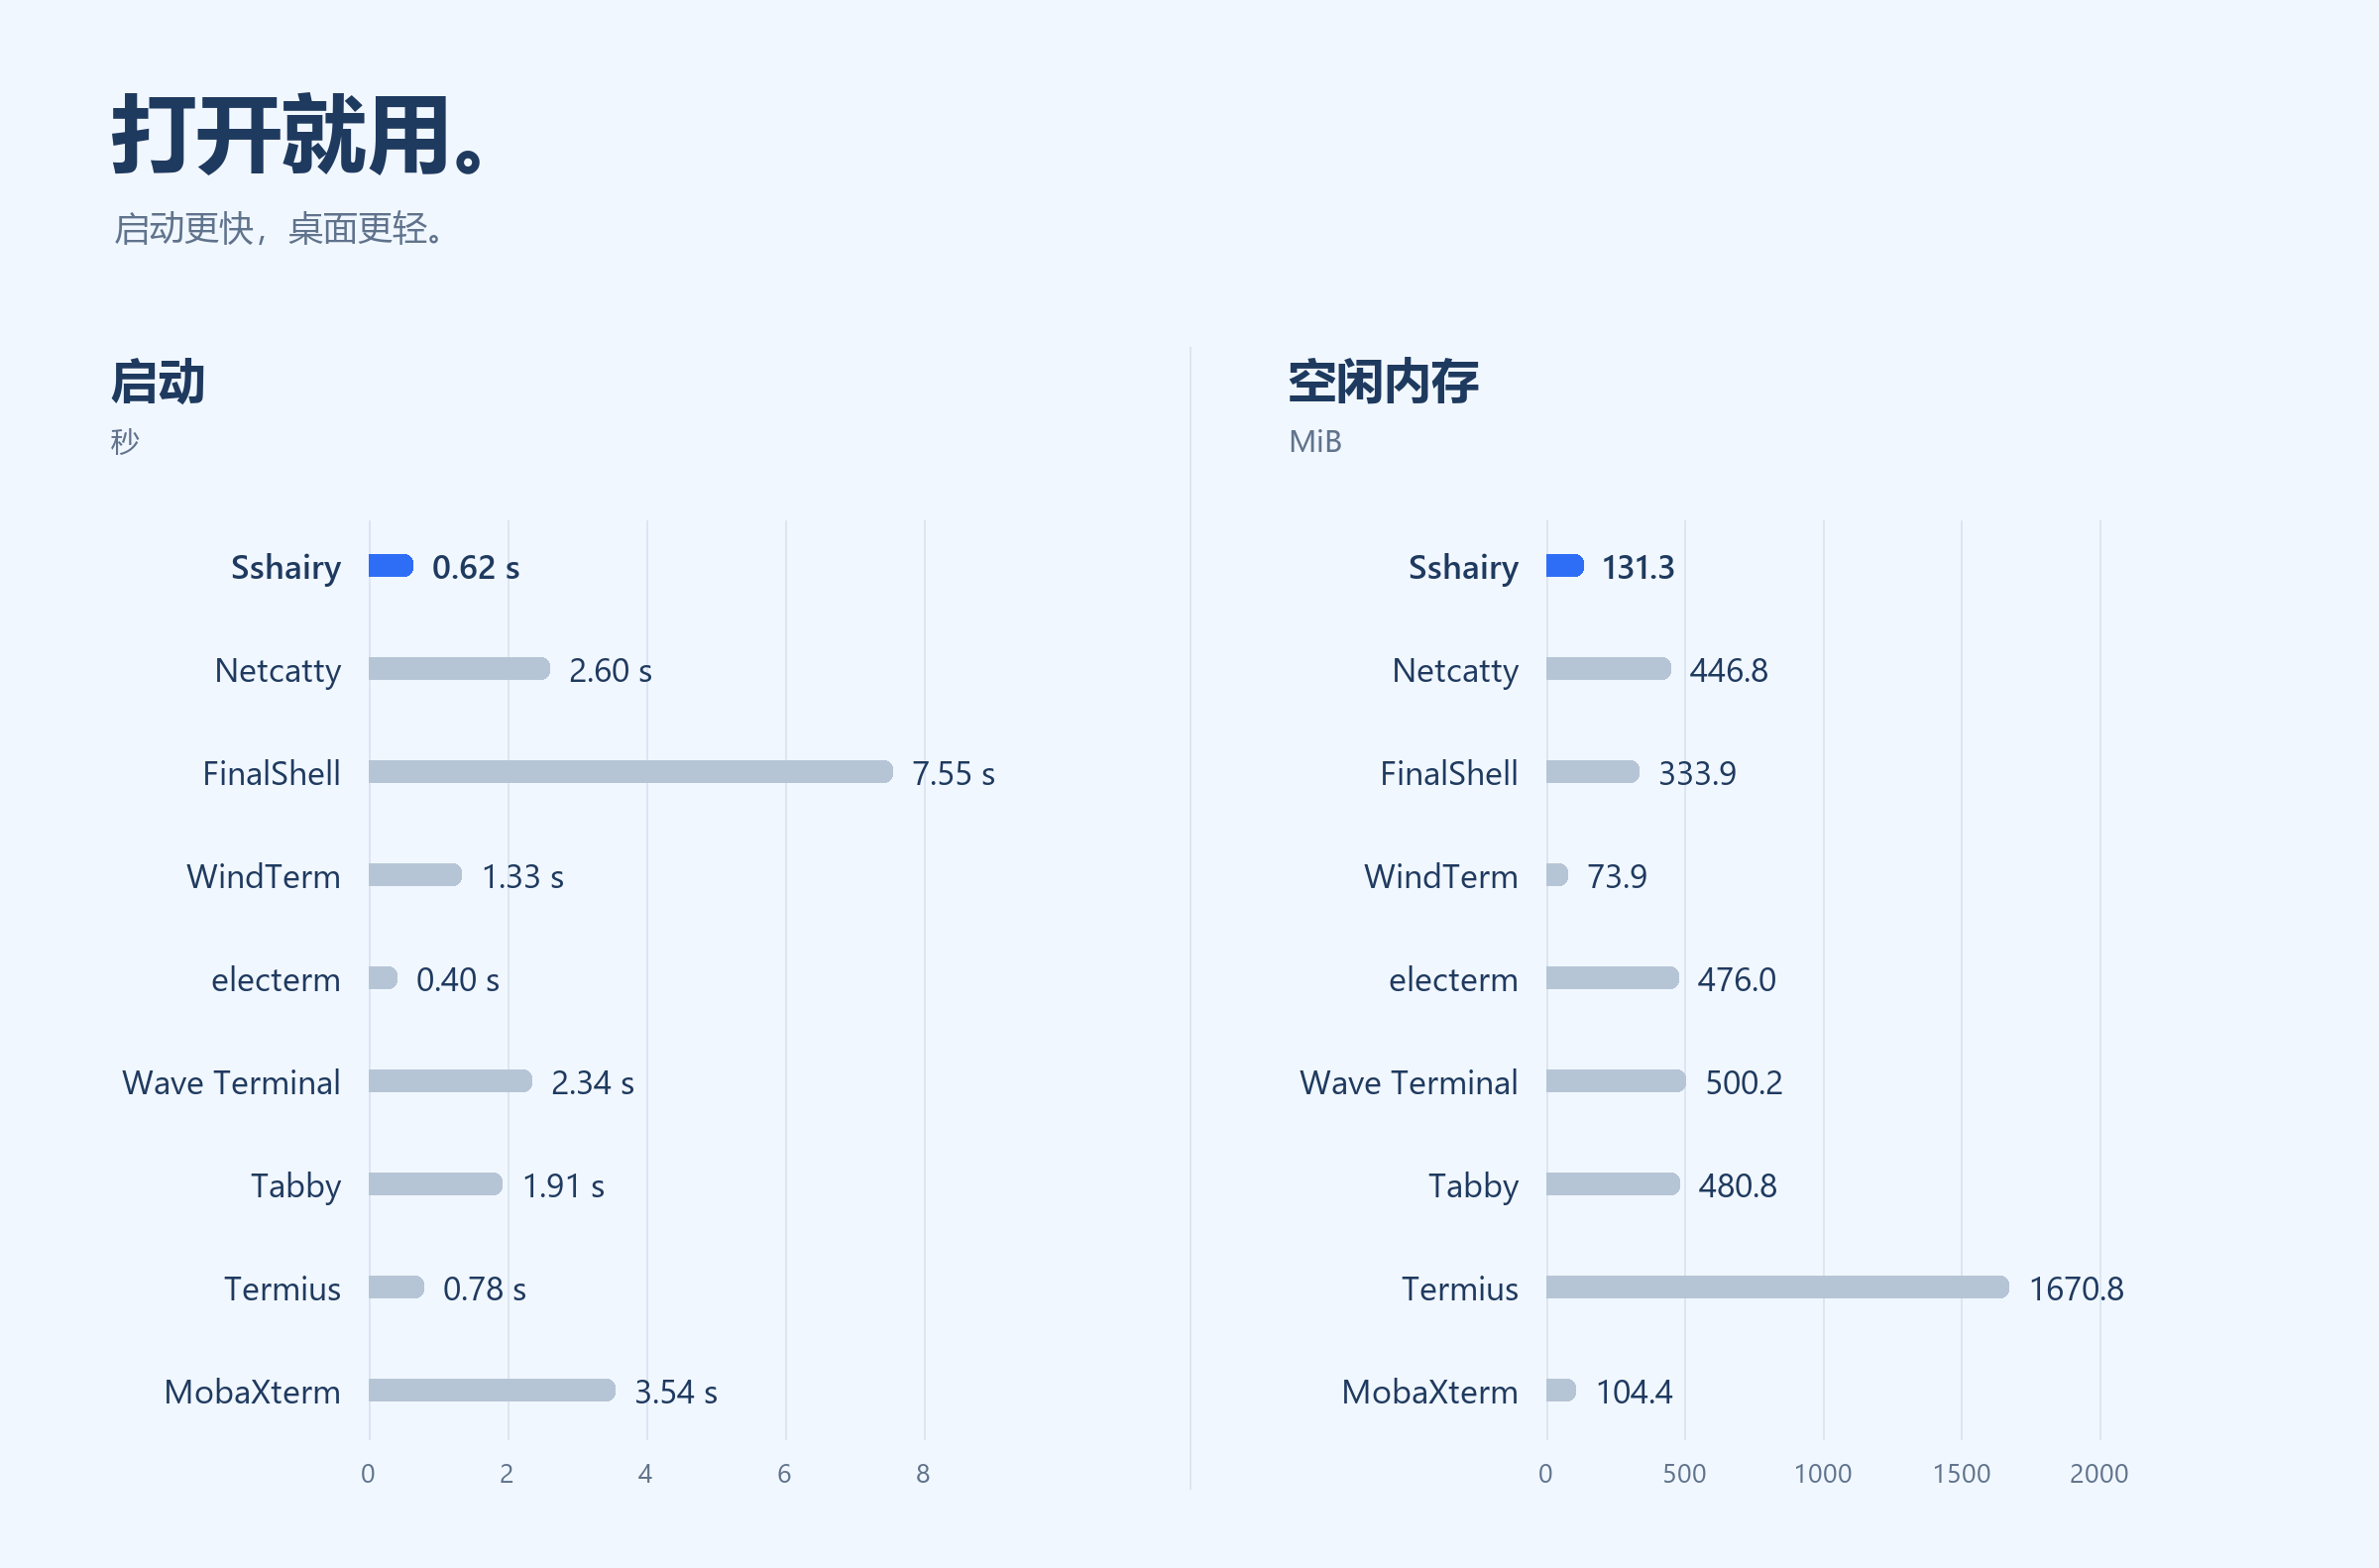 打开就用。
启动更快，桌面更轻。
启动
秒
Sshairy 0.62 s
Netcatty 2.60 s
FinalShell 7.55 s
WindTerm 1.33 s
electerm 0.40 s
Wave Terminal 2.34 s
Tabby 1.91 s
Termius 0.78 s
MobaXterm 3.54 s
0 2 4 6 8
空闲内存
MiB
Sshairy 131.3
Netcatty 446.8
FinalShell 333.9
WindTerm 73.9
electerm 476.0
Wave Terminal 500.2
Tabby 480.8
Termius 1670.8
MobaXterm 104.4
0 500 1000 1500 2000